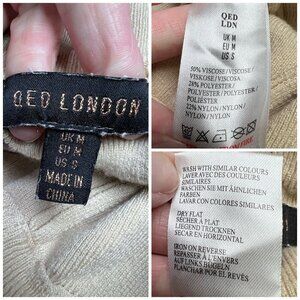 QED LONDON
UK M
EU M
US S
MADE IN
CHINA
QED
LDN
UK M
EU M
US S
50% VISCOSE/VISCOSE/
VISCOSE/VISCOSA
28% POLYESTER/
POLYESTER/POLYESTER/
POLIESTER
22% NYLON/NYLON/
NYLON/NYLON
WASH WITH SIMILAR COLOURS
LAVER AVEC DES COULEURS
SIMILAIRES
WASCHEN SIE MIT ÄHNLICHEN
FARBEN
LAVAR CON COLORES SIMILARES
DRY FLAT
SÉCHER À PLAT
LIEGEND TROCKNEN
SECAR EN HORIZONTAL
IRON ON REVERSE
REPASSER À L'ENVERS
AUF LINKS BÜGELN
PLANCHAR POR EL REVÉS